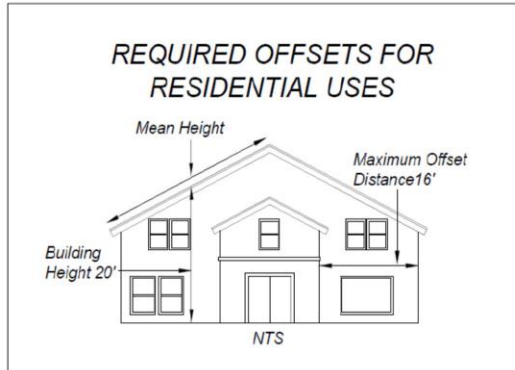 REQUIRED OFFSETS FOR
RESIDENTIAL USES
Mean Height
Maximum Offset
Distance16'
Building
Height 20'
NTS